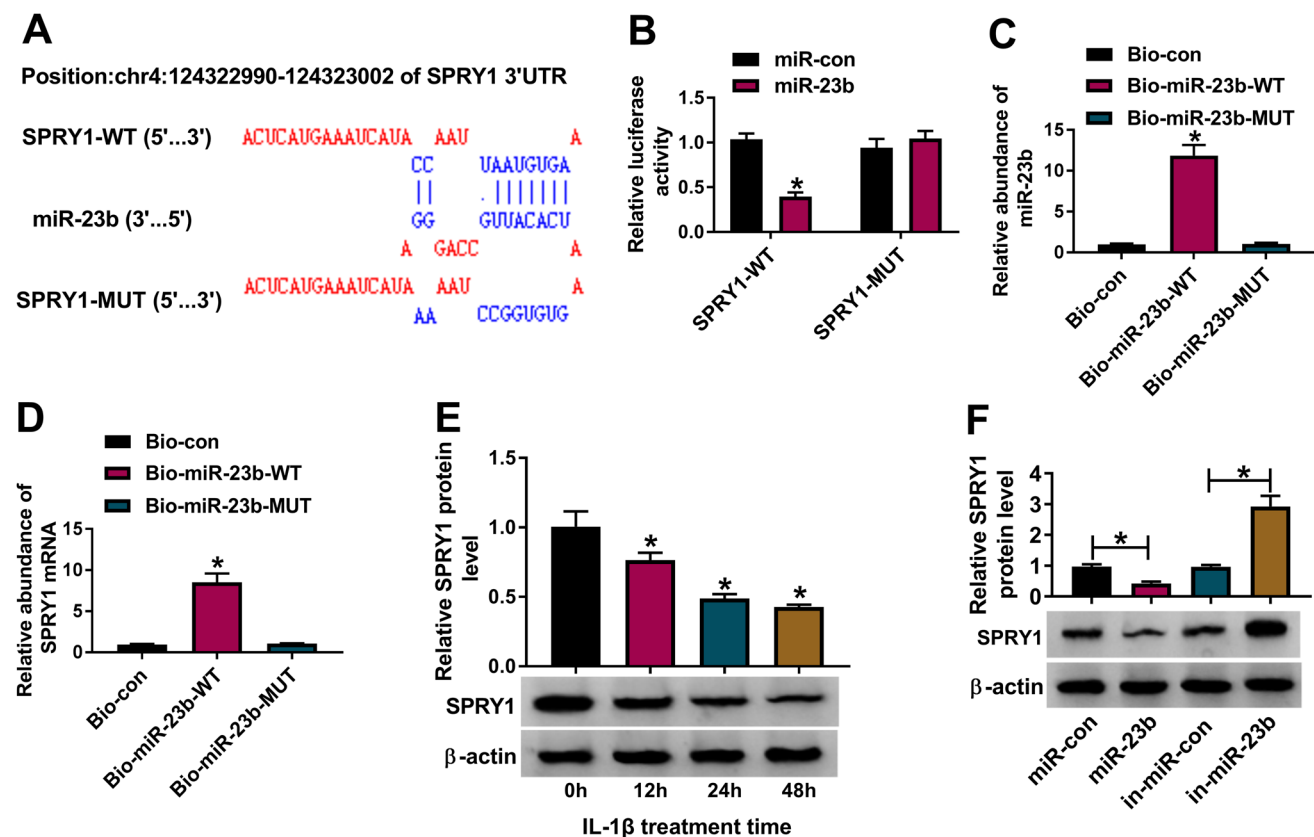 A
Position:chr4:124322990-124323002 of SPRY1 3'UTR
SPRY1-WT (5'...3') ACUCAUGAAAUCAUA AAU A
CC UAAUGUGA
miR-23b (3'...5') GG GUUACACU
A GACC A
SPRY1-MUT (5'...3') ACUCAUGAAAUCAUA AAU A
AA CCGGUGUG
B
miR-con
miR-23b
Relative luciferase
activity
1.5
1.0
0.5
0.0
*
SPRY1-WT
SPRY1-MUT
C
Bio-con
Bio-miR-23b-WT
Bio-miR-23b-MUT
Relative abundance of
miR-23b
15
10
5
0
*
Bio-con
Bio-miR-23b-WT
Bio-miR-23b-MUT
D
Bio-con
Bio-miR-23b-WT
Bio-miR-23b-MUT
Relative abundance of
SPRY1 mRNA
15
10
5
0
*
Bio-con
Bio-miR-23b-WT
Bio-miR-23b-MUT
E
Relative SPRY1 protein
level
1.5
1.0
0.5
0.0
* * *
SPRY1
β-actin
0h 12h 24h 48h
IL-1β treatment time
F
Relative SPRY1
protein level
4
3
2
1
0
* *
SPRY1
β-actin
miR-con
miR-23b
in-miR-con
in-miR-23b